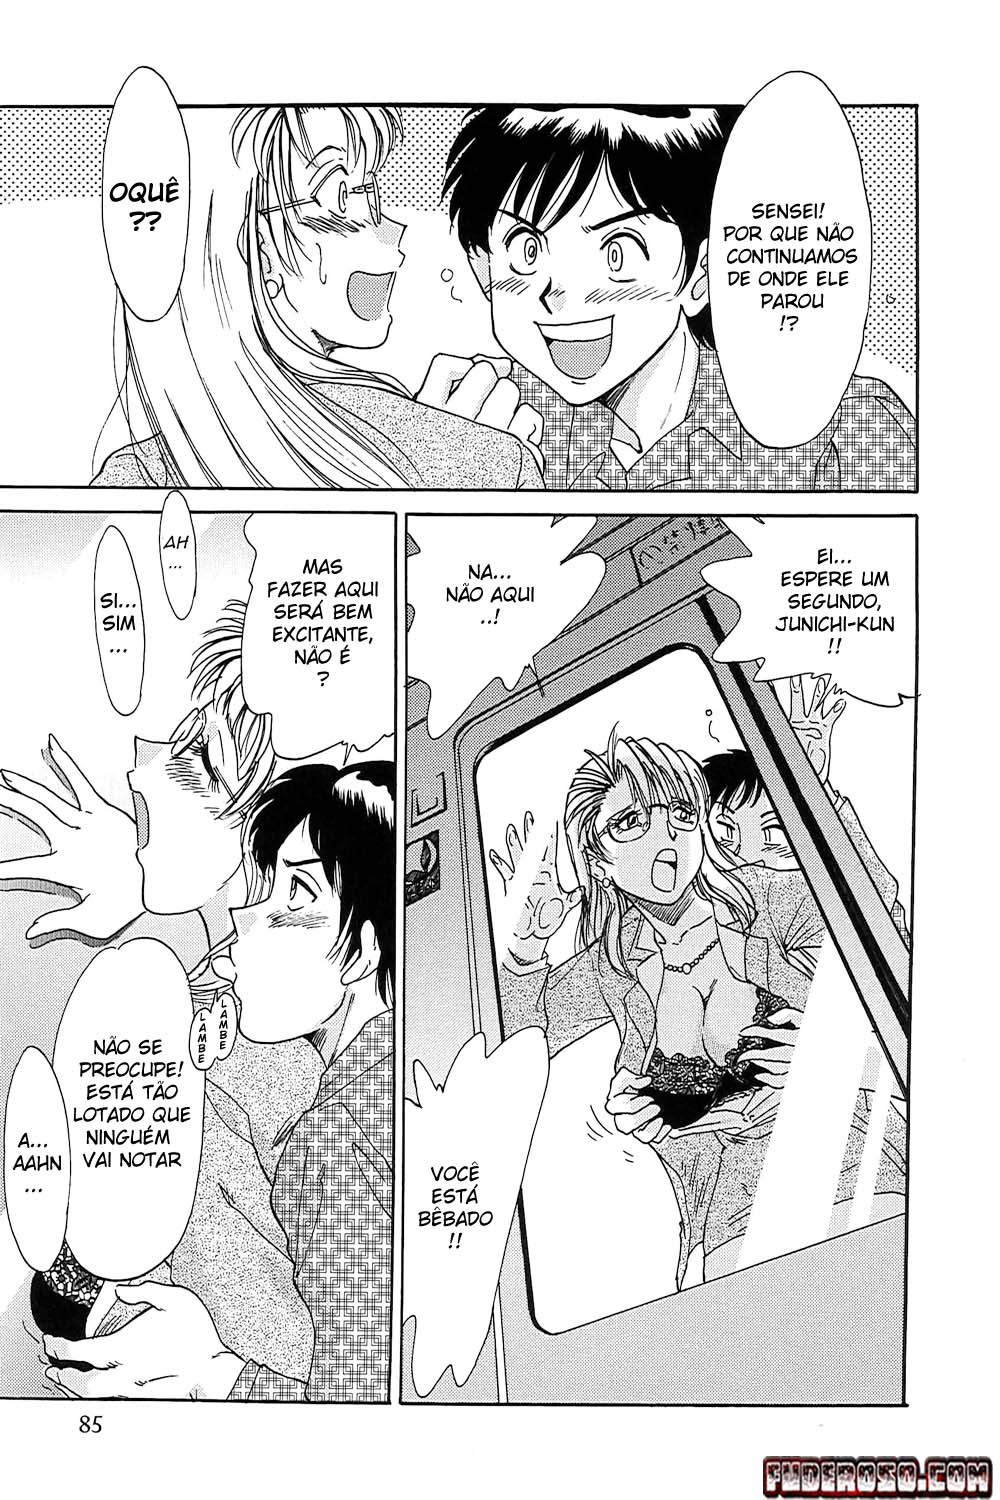 SENSEI!
POR QUE NÃO
CONTINUAMOS
DE ONDE ELE
PAROU
!?
OQUÊ
??
EI...
ESPERE UM
SEGUNDO,
JUNICHI-KUN
!!
NA...
NÃO AQUI
..!
VOCÊ
ESTÁ
BÊBADO
!!
MAS
FAZER AQUI
SERÁ BEM
EXCITANTE,
NÃO É
?
AH
...
SI...
SIM
...
LAMBE
LAMBE
NÃO SE
PREOCUPE!
ESTÁ TÃO
LOTADO QUE
NINGUÉM
VAI NOTAR
A...
AAHN
...
85
FUDEROSO.COM